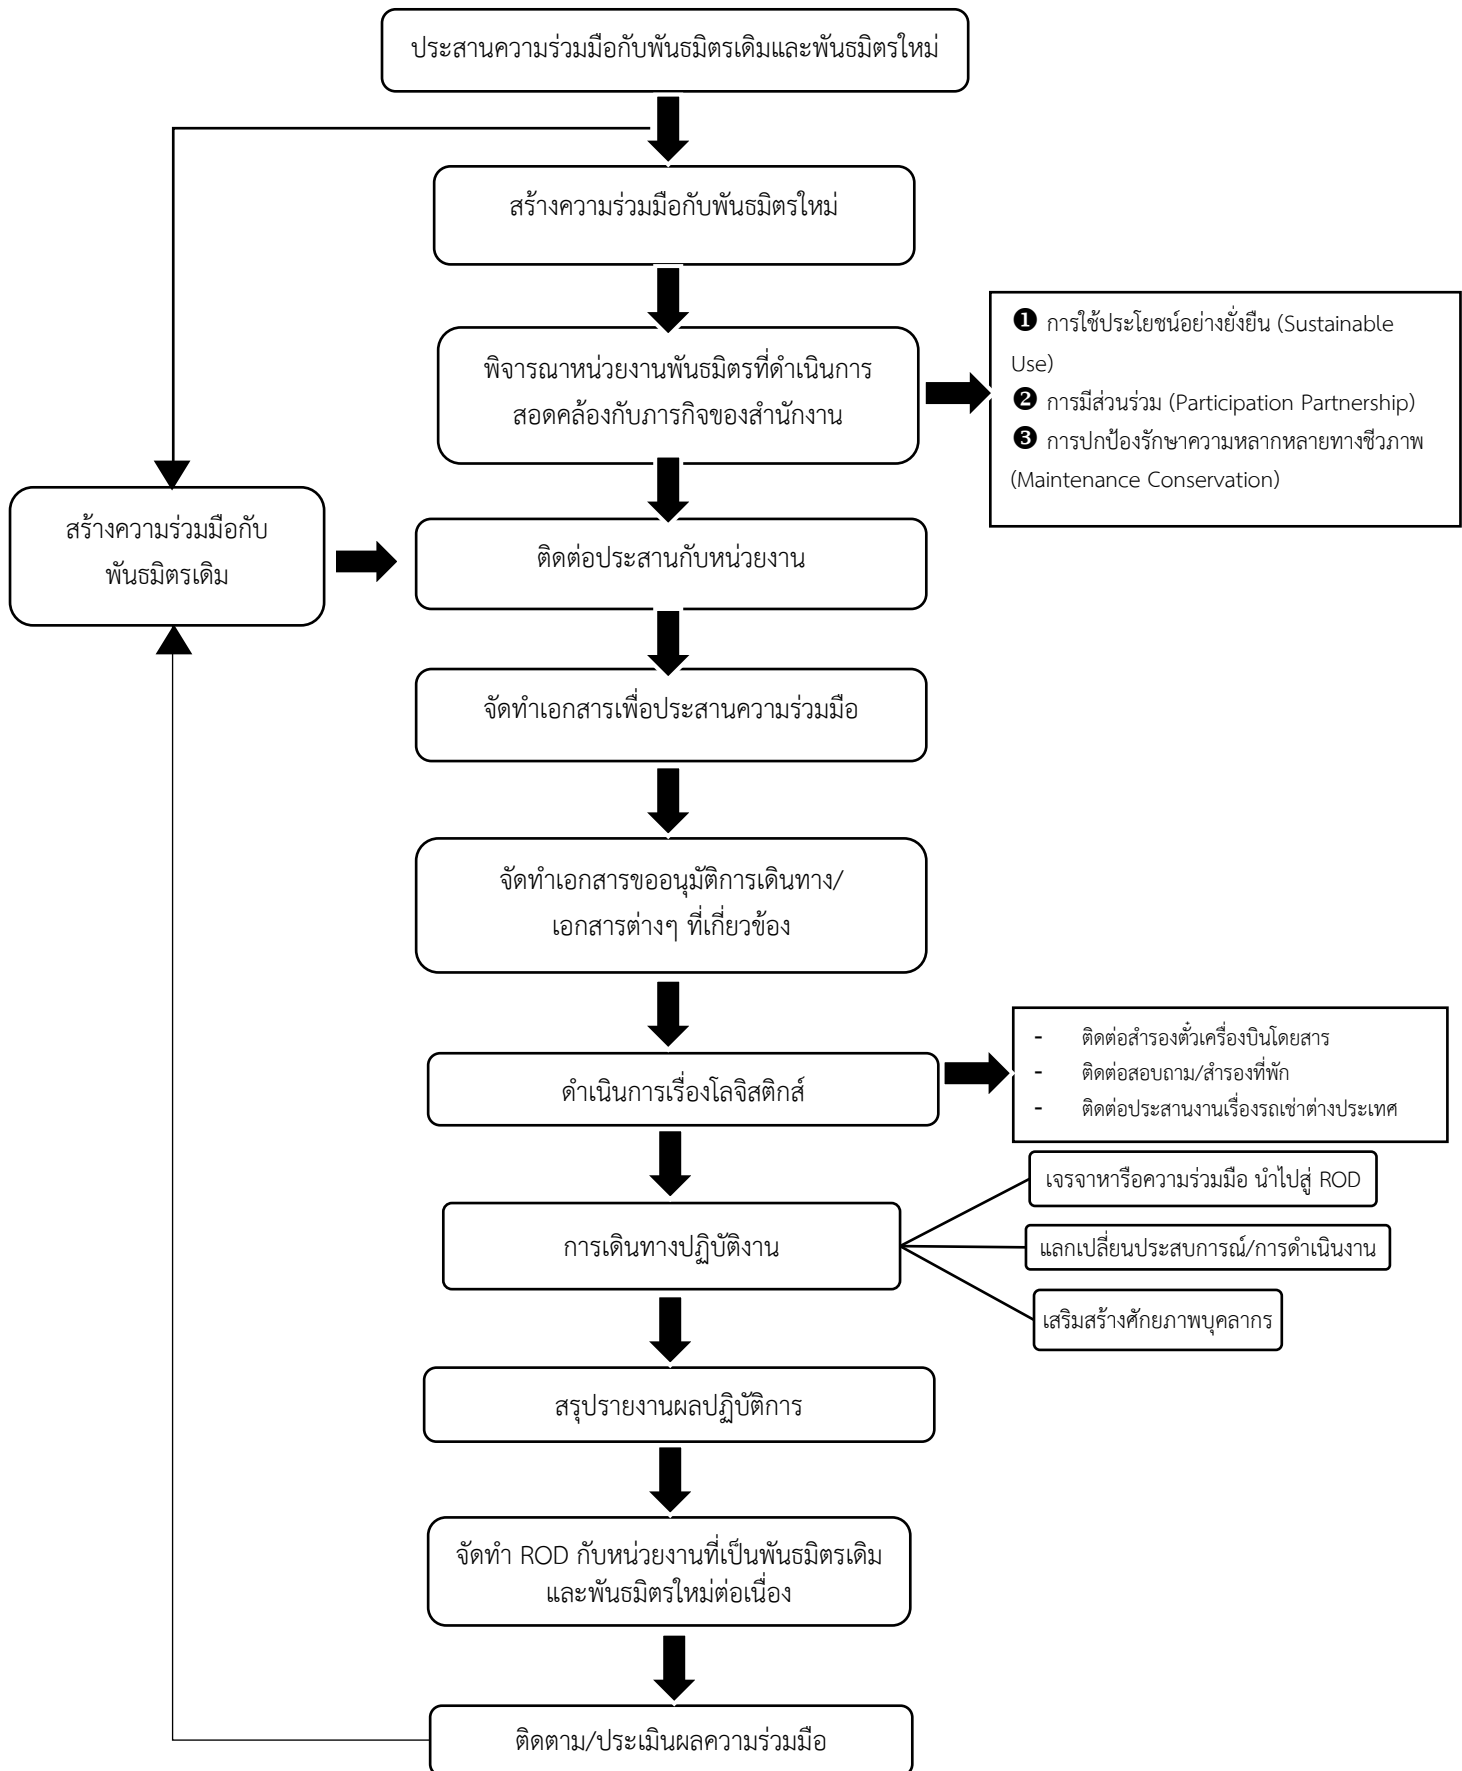 ประสานความร่วมมือกับพันธมิตรเดิมและพันธมิตรใหม่
สร้างความร่วมมือกับพันธมิตรใหม่
พิจารณาหน่วยงานพันธมิตรที่ดำเนินการ
สอดคล้องกับภารกิจของสำนักงาน
❶ การใช้ประโยชน์อย่างยั่งยืน (Sustainable
Use)
❷ การมีส่วนร่วม (Participation Partnership)
❸ การปกป้องรักษาความหลากหลายทางชีวภาพ
(Maintenance Conservation)
สร้างความร่วมมือกับ
พันธมิตรเดิม
ติดต่อประสานกับหน่วยงาน
จัดทำเอกสารเพื่อประสานความร่วมมือ
จัดทำเอกสารขออนุมัติการเดินทาง/
เอกสารต่างๆ ที่เกี่ยวข้อง
ดำเนินการเรื่องโลจิสติกส์
- ติดต่อสำรองตั๋วเครื่องบินโดยสาร
- ติดต่อสอบถาม/สำรองที่พัก
- ติดต่อประสานงานเรื่องรถเช่าต่างประเทศ
การเดินทางปฏิบัติงาน
เจรจาหารือความร่วมมือ นำไปสู่ ROD
แลกเปลี่ยนประสบการณ์/การดำเนินงาน
เสริมสร้างศักยภาพบุคลากร
สรุปรายงานผลปฏิบัติการ
จัดทำ ROD กับหน่วยงานที่เป็นพันธมิตรเดิม
และพันธมิตรใหม่ต่อเนื่อง
ติดตาม/ประเมินผลความร่วมมือ